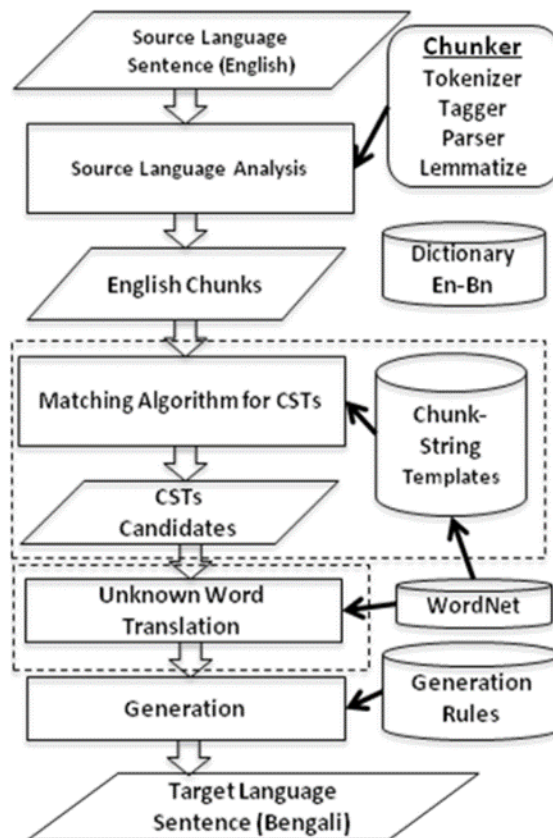 Source Language
Sentence (English)
Chunker
Tokenizer
Tagger
Parser
Lemmatize
Source Language Analysis
English Chunks
Dictionary
En-Bn
Matching Algorithm for CSTs
Chunk-
String
Templates
CSTs
Candidates
Unknown Word
Translation
WordNet
Generation
Generation
Rules
Target Language
Sentence (Bengali)